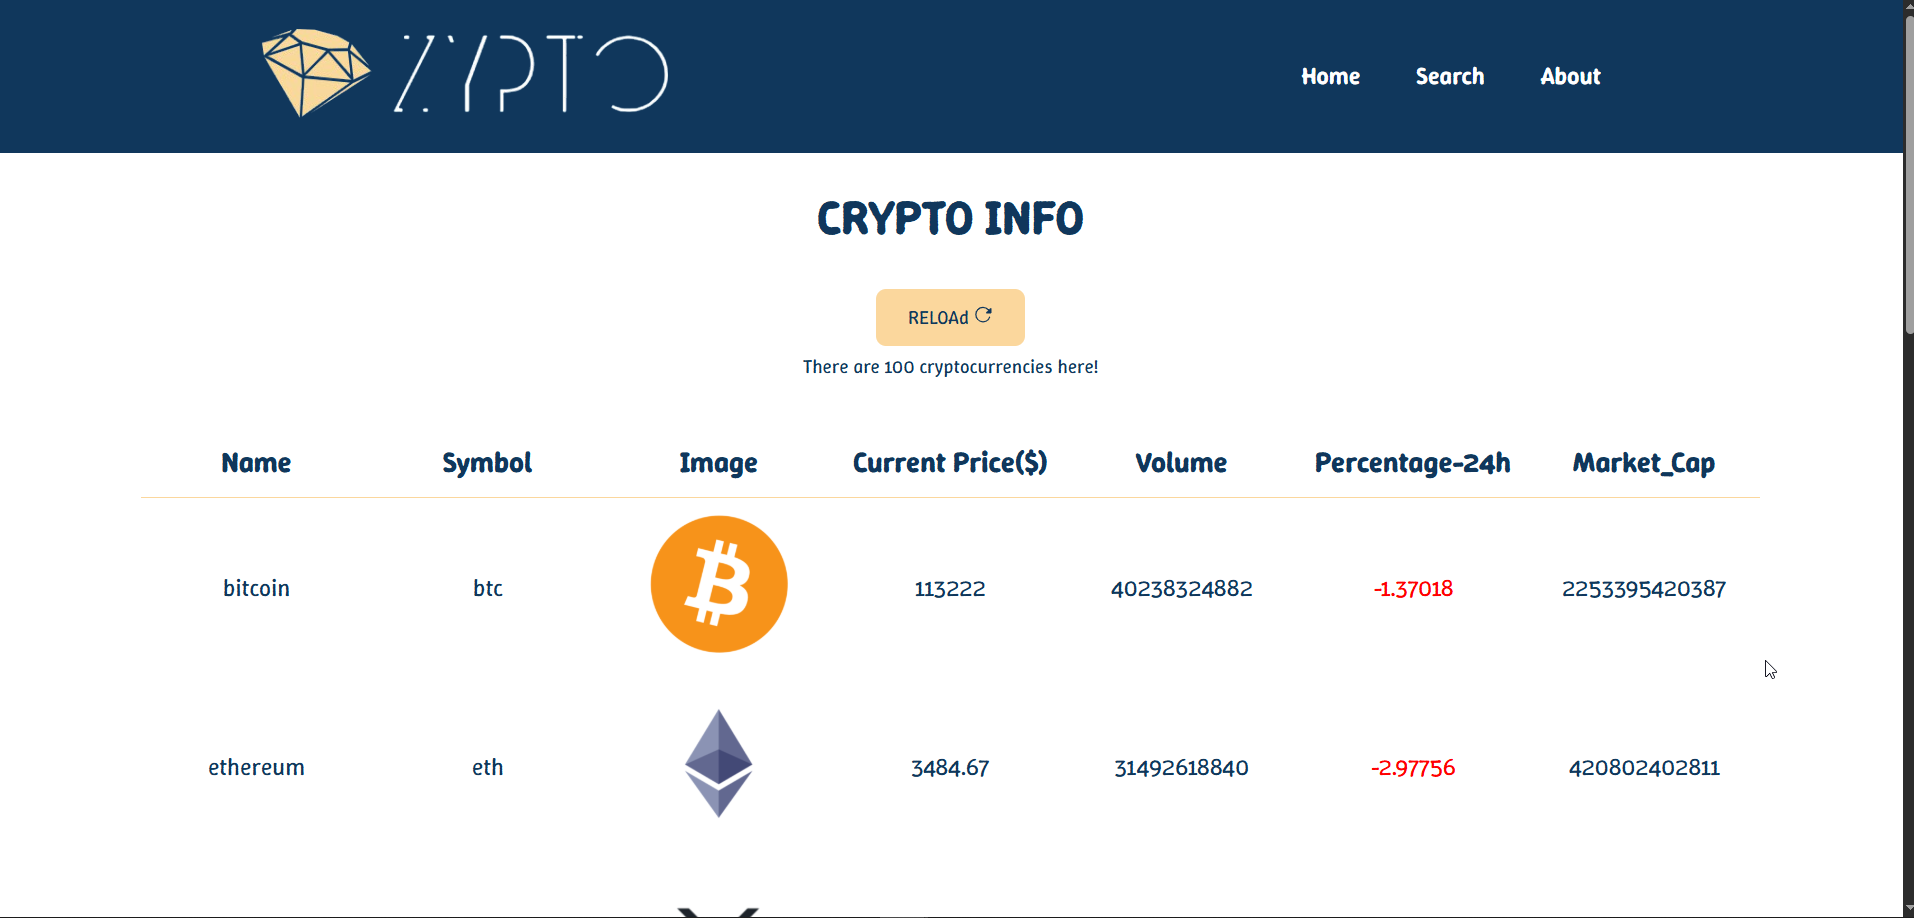 ZYPTO
Home Search About
CRYPTO INFO
RELOAd
There are 100 cryptocurrencies here!
Name Symbol Image Current Price($) Volume Percentage-24h Market_Cap
bitcoin btc 113222 40238324882 -1.37018 2253395420387
ethereum eth 3484.67 31492618840 -2.97756 420802402811